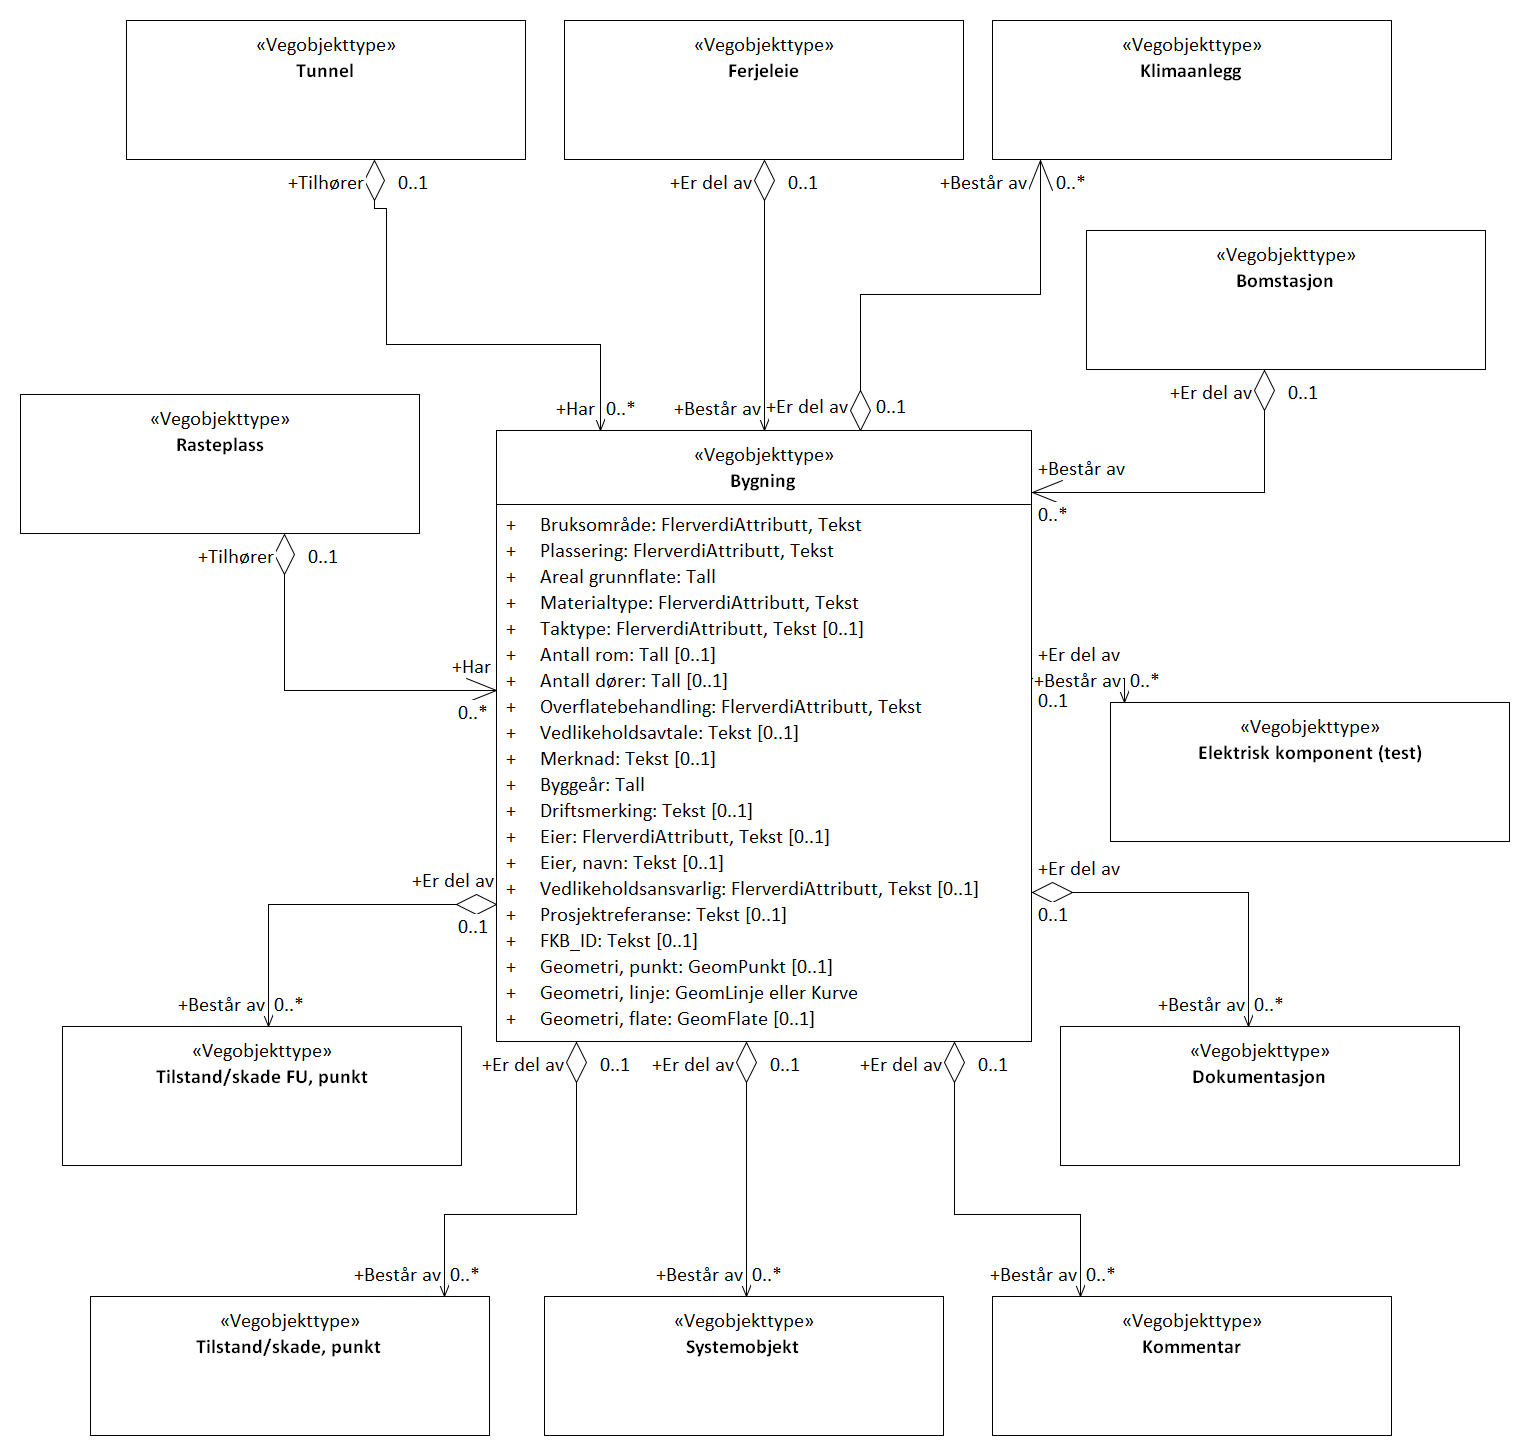 «Vegobjekttype»
Tunnel
«Vegobjekttype»
Ferjeleie
«Vegobjekttype»
Klimaanlegg
+Tilhører
0..1
+Er del av
0..1
+Består av
0..*
«Vegobjekttype»
Bomstasjon
+Er del av
0..1
«Vegobjekttype»
Rasteplass
+Tilhører
0..1
+Har
0..*
+Består av
+Er del av
0..1
+Består av
0..*
+Har
0..*
«Vegobjekttype»
Bygning
+ Bruksområde: FlerverdiAttributt, Tekst
+ Plassering: FlerverdiAttributt, Tekst
+ Areal grunnflate: Tall
+ Materialtype: FlerverdiAttributt, Tekst
+ Taktype: FlerverdiAttributt, Tekst [0..1]
+ Antall rom: Tall [0..1]
+ Antall dører: Tall [0..1]
+ Overflatebehandling: FlerverdiAttributt, Tekst
+ Vedlikeholdsavtale: Tekst [0..1]
+ Merknad: Tekst [0..1]
+ Byggeår: Tall
+ Driftsmerking: Tekst [0..1]
+ Eier: FlerverdiAttributt, Tekst [0..1]
+ Eier, navn: Tekst [0..1]
+ Vedlikeholdsansvarlig: FlerverdiAttributt, Tekst [0..1]
+ Prosjektreferanse: Tekst [0..1]
+ FKB_ID: Tekst [0..1]
+ Geometri, punkt: GeomPunkt [0..1]
+ Geometri, linje: GeomLinje eller Kurve
+ Geometri, flate: GeomFlate [0..1]
+Er del av
+Består av
0..*
0..1
«Vegobjekttype»
Elektrisk komponent (test)
+Er del av
0..1
+Består av
0..*
«Vegobjekttype»
Tilstand/skade FU, punkt
+Er del av
0..1
+Består av
0..*
«Vegobjekttype»
Dokumentasjon
+Er del av
0..1
+Er del av
0..1
+Er del av
0..1
+Består av
0..*
+Består av
0..*
+Består av
0..*
«Vegobjekttype»
Tilstand/skade, punkt
«Vegobjekttype»
Systemobjekt
«Vegobjekttype»
Kommentar